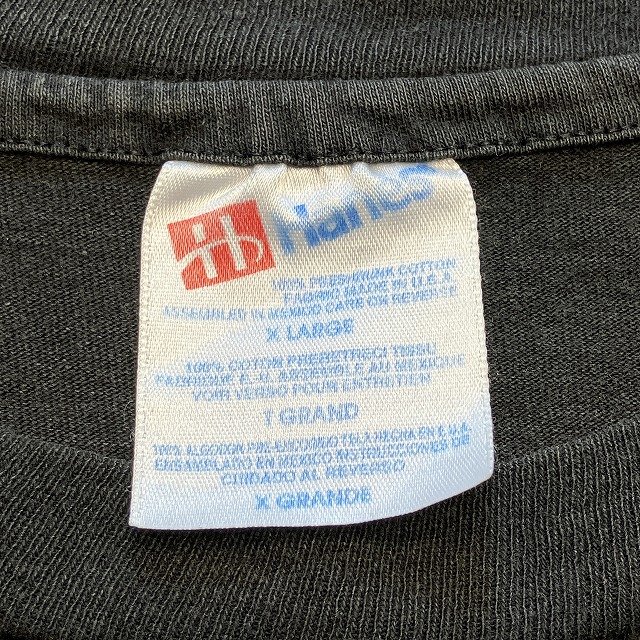 Hanes
100% PRESHRUNK COTTON
FABRIC MADE IN U.S.A
ASSEMBLED IN MEXICO CARE ON REVERSE
X LARGE
100% COTON PRERETRECI TISSU
FABRIQUE E.U. ASSEMBLE AU MEXIQUE
VOIR VERSO POUR ENTRETIEN
T GRAND
100% ALGODON PRE-ENCOGIDO TELA HECHA EN E.U.A.
ENSAMBLADO EN MEXICO INSTRUCCIONES DE
CUIDADO AL REVERSO
X GRANDE